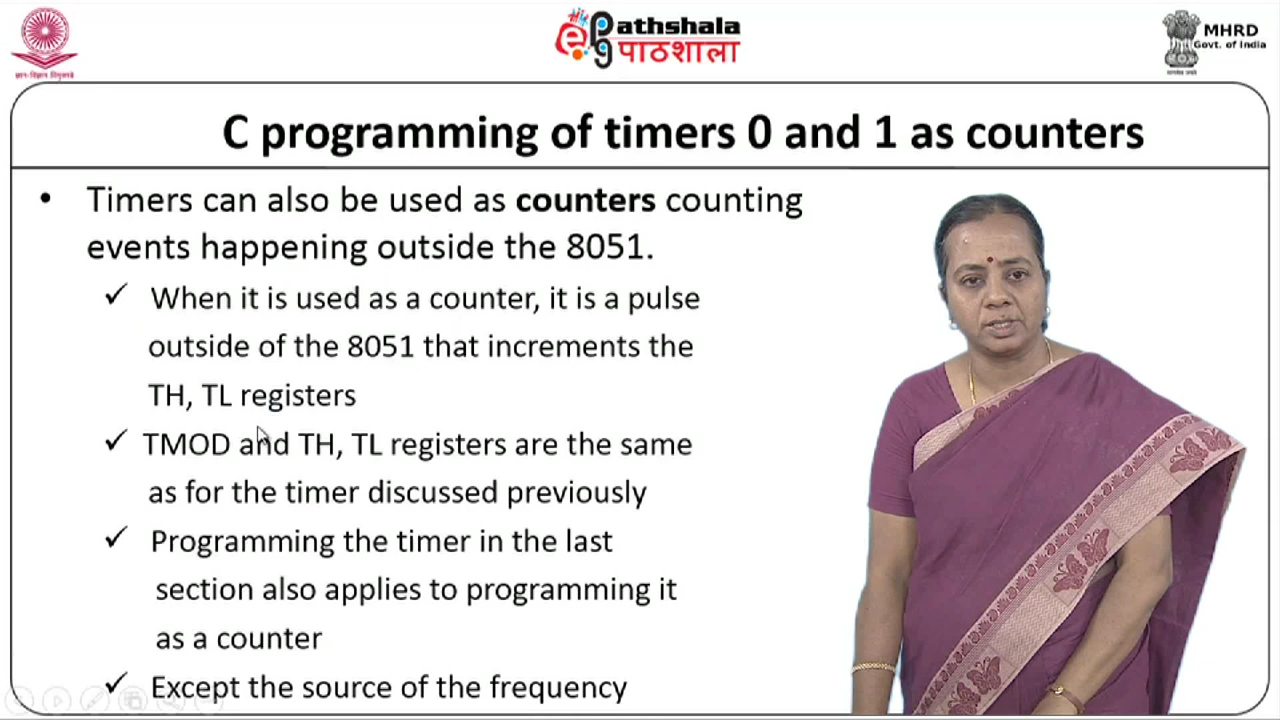 ज्ञान-विज्ञान विमुक्तये
ePathshala
पाठशाला
MHRD
Govt. of India
C programming of timers 0 and 1 as counters
• Timers can also be used as counters counting
events happening outside the 8051.
✓ When it is used as a counter, it is a pulse
outside of the 8051 that increments the
TH, TL registers
✓ TMOD and TH, TL registers are the same
as for the timer discussed previously
✓ Programming the timer in the last
section also applies to programming it
as a counter
✓ Except the source of the frequency